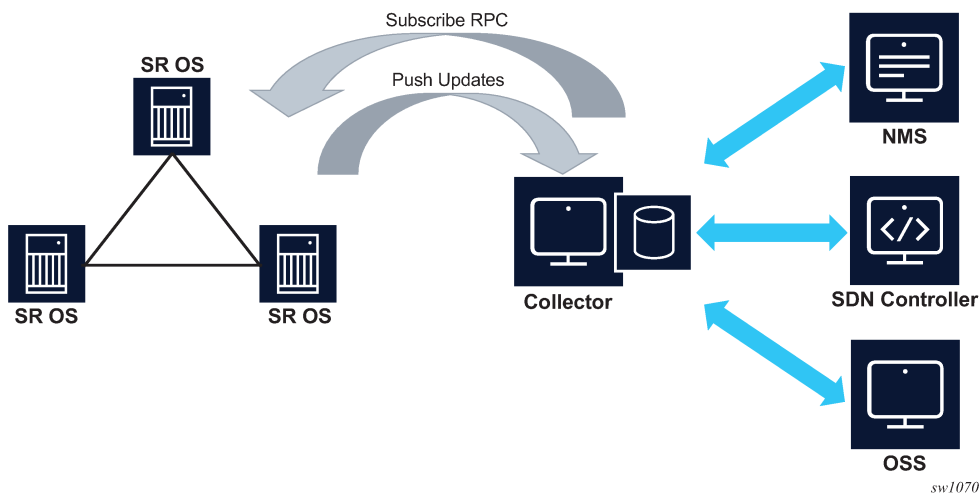 Subscribe RPC
SR OS
Push Updates
NMS
SR OS
SR OS
Collector
</>
SDN Controller
OSS
sw1070